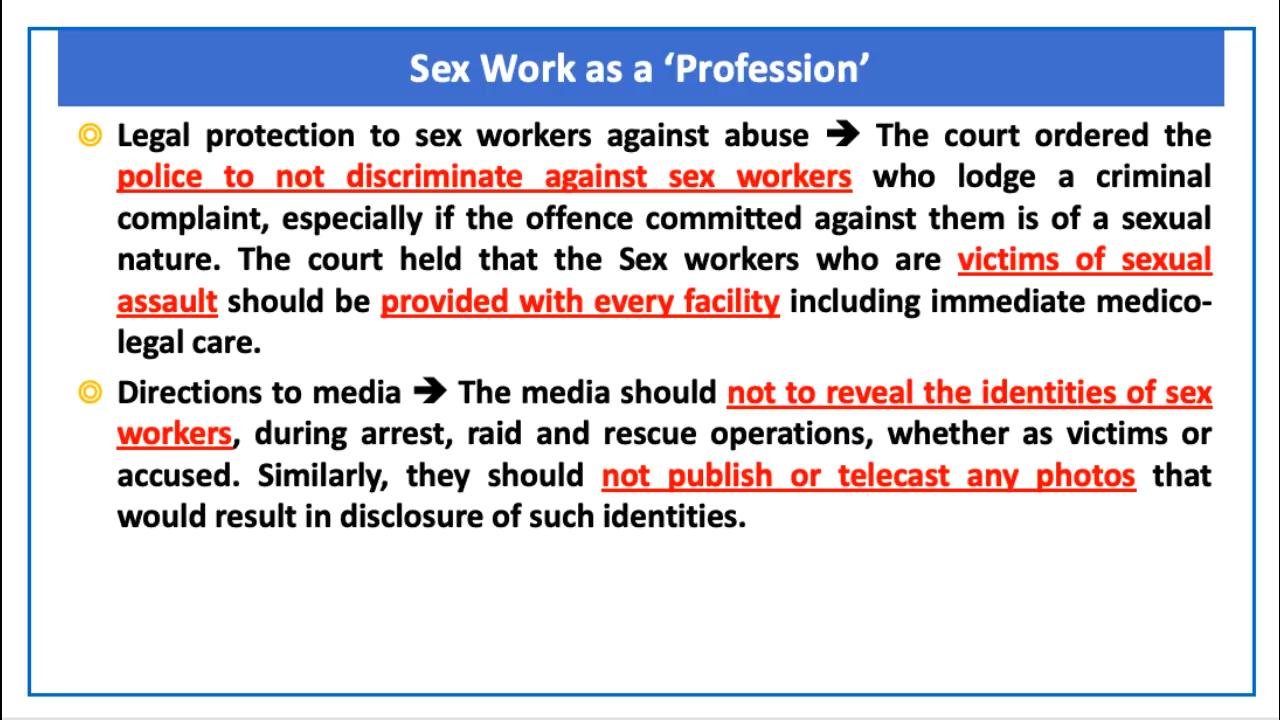 Sex Work as a ‘Profession’
Legal protection to sex workers against abuse ➔ The court ordered the
police to not discriminate against sex workers who lodge a criminal
complaint, especially if the offence committed against them is of a sexual
nature. The court held that the Sex workers who are victims of sexual
assault should be provided with every facility including immediate medico-
legal care.
Directions to media ➔ The media should not to reveal the identities of sex
workers, during arrest, raid and rescue operations, whether as victims or
accused. Similarly, they should not publish or telecast any photos that
would result in disclosure of such identities.